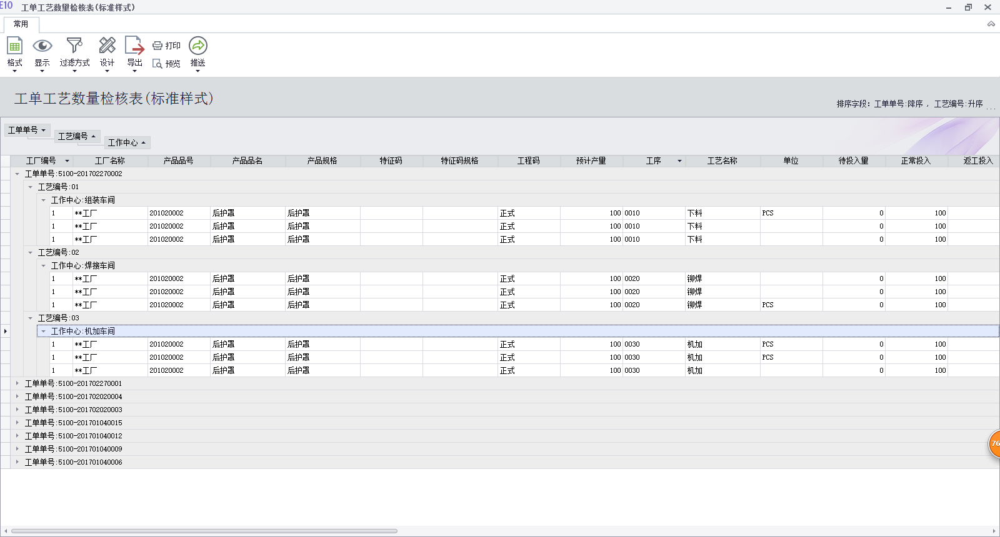 E10 工单工艺数量检核表(标准样式)
常用
格式 显示 过滤方式 设计 导出 打印 预览 推送
工单工艺数量检核表(标准样式)
排序字段: 工单单号:降序 , 工艺编号:升序 ...
工单单号
工艺编号
工作中心
工厂编号 工厂名称 产品品号 产品品名 产品规格 特征码 特征码规格 工程码 预计产量 工序 工艺名称 单位 待投入量 正常投入 返工投入
工单单号:5100-201702270002
工艺编号:01
工作中心:组装车间
1 **工厂 201020002 后护罩 后护罩 正式 100 0010 下料 PCS 0 100
1 **工厂 201020002 后护罩 后护罩 正式 100 0010 下料 0 100
1 **工厂 201020002 后护罩 后护罩 正式 100 0010 下料 0 100
工艺编号:02
工作中心:焊接车间
1 **工厂 201020002 后护罩 后护罩 正式 100 0020 铆焊 0 100
1 **工厂 201020002 后护罩 后护罩 正式 100 0020 铆焊 0 100
1 **工厂 201020002 后护罩 后护罩 正式 100 0020 铆焊 PCS 0 100
工艺编号:03
工作中心:机加车间
1 **工厂 201020002 后护罩 后护罩 正式 100 0030 机加 PCS 0 100
1 **工厂 201020002 后护罩 后护罩 正式 100 0030 机加 PCS 0 100
1 **工厂 201020002 后护罩 后护罩 正式 100 0030 机加 0 100
工单单号:5100-201702270001
工单单号:5100-201702020004
工单单号:5100-201702020003
工单单号:5100-201701040015
工单单号:5100-201701040012
工单单号:5100-201701040009
76
工单单号:5100-201701040006